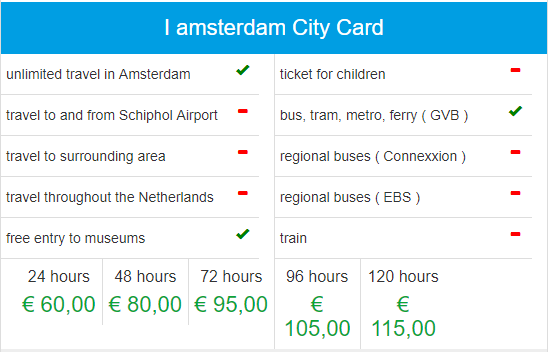 I amsterdam City Card
unlimited travel in Amsterdam
ticket for children
travel to and from Schiphol Airport
bus, tram, metro, ferry ( GVB )
travel to surrounding area
regional buses ( Connexxion )
travel throughout the Netherlands
regional buses ( EBS )
free entry to museums
train
24 hours
€ 60,00
48 hours
€ 80,00
72 hours
€ 95,00
96 hours
€
105,00
120 hours
€
115,00